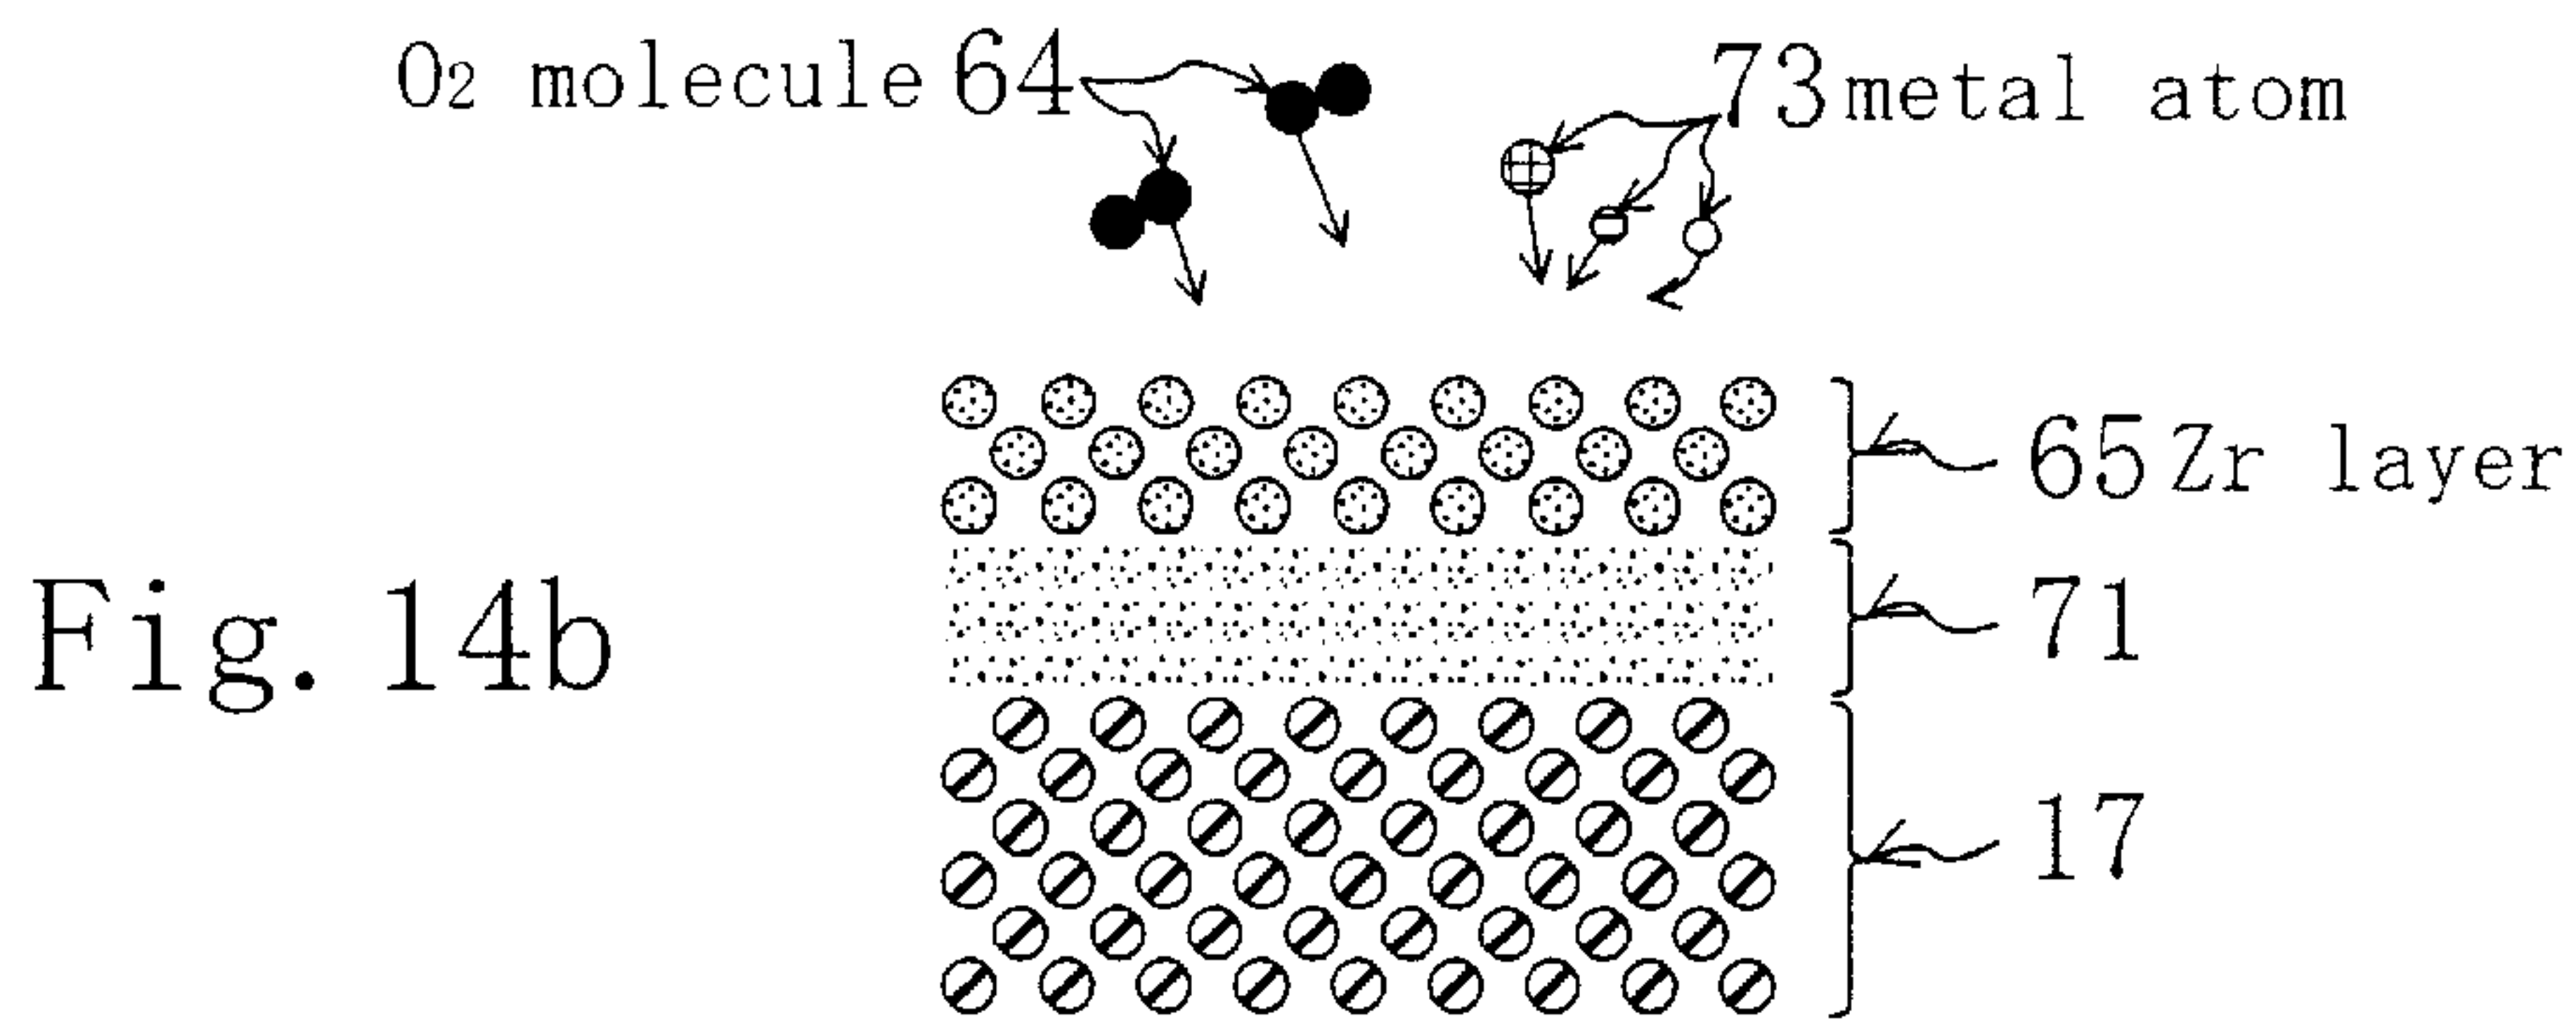 O2 molecule 64
73 metal atom
65 Zr layer
71
Fig. 14b
17